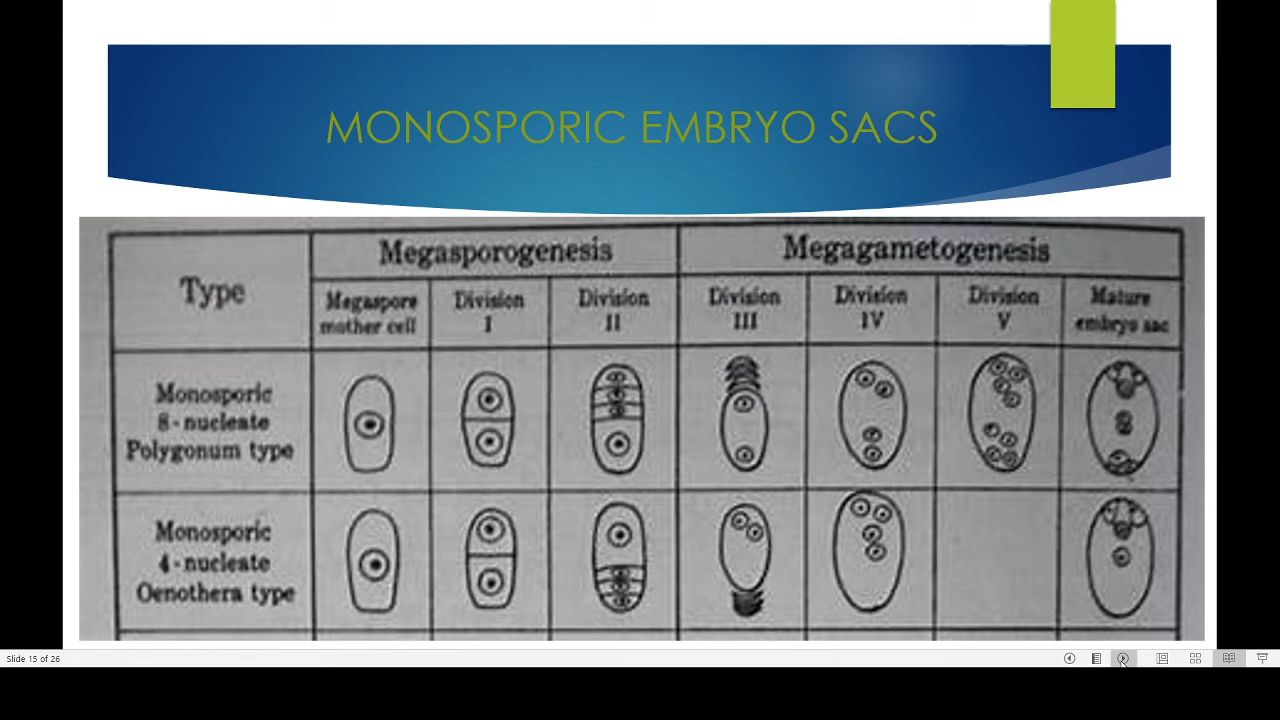 MONOSPORIC EMBRYO SACS
Type
Megasporogenesis
Megagametogenesis
Megaspore
mother cell
Division
I
Division
II
Division
III
Division
IV
Division
V
Mature
embryo sac
Monosporic
8-nucleate
Polygonum type
Monosporic
4-nucleate
Oenothera type
Slide 15 of 26